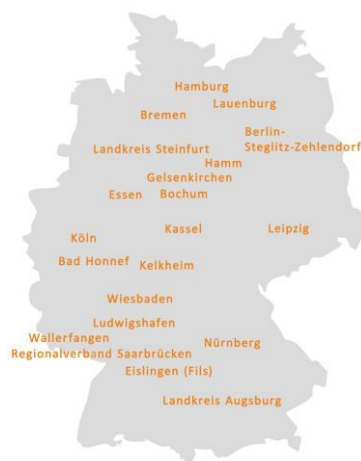 Hamburg
Lauenburg
Bremen
Berlin-
Steglitz-Zehlendorf
Landkreis Steinfurt
Hamm
Gelsenkirchen
Essen
Bochum
Kassel
Leipzig
Köln
Bad Honnef
Kelkheim
Wiesbaden
Ludwigshafen
Wallerfangen
Nürnberg
Regionalverband Saarbrücken
Eislingen (Fils)
Landkreis Augsburg